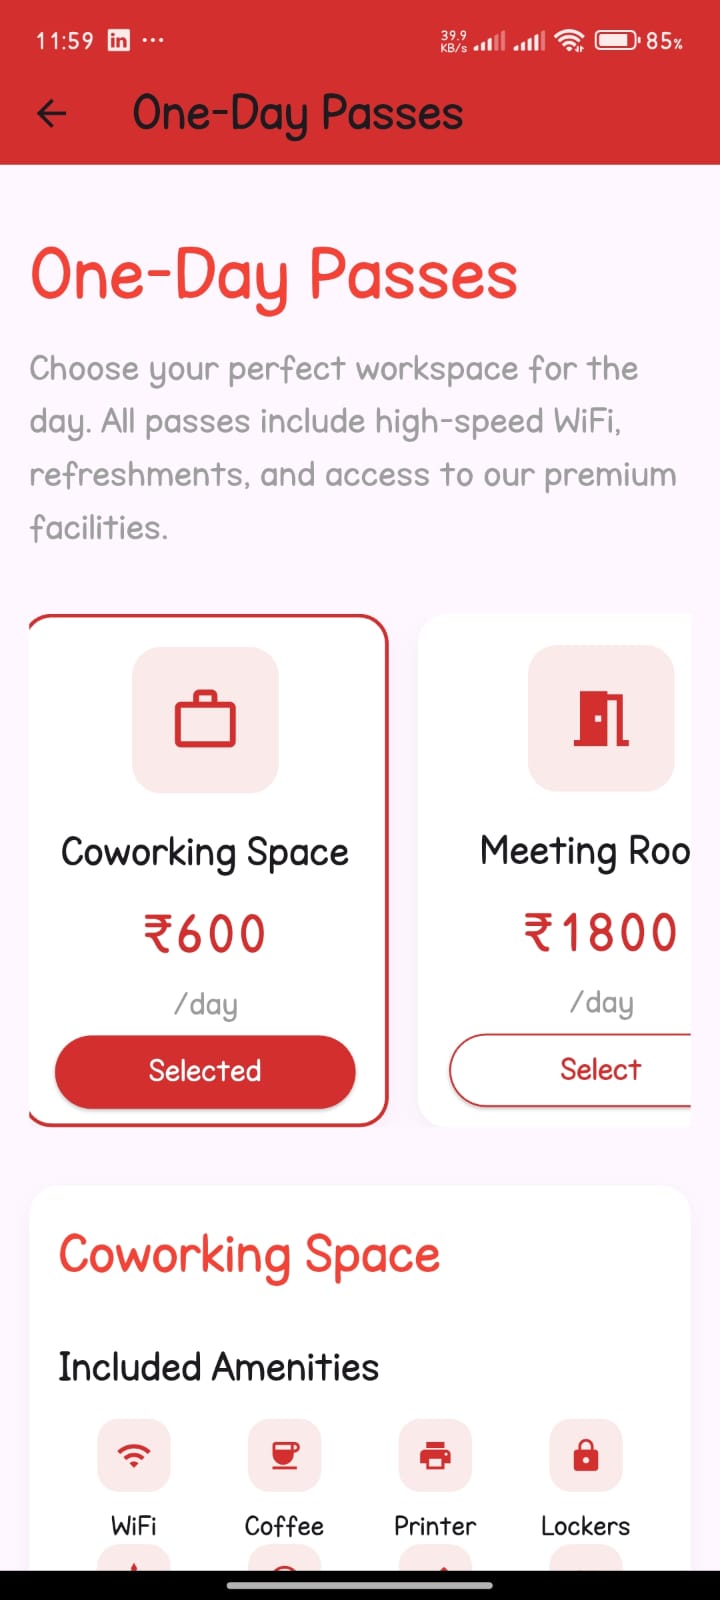 11:59 in ... 39.9 KB/s 85%
One-Day Passes
One-Day Passes
Choose your perfect workspace for the
day. All passes include high-speed WiFi,
refreshments, and access to our premium
facilities.
Coworking Space
₹600
/day
Selected
Meeting Roo
₹1800
/day
Select
Coworking Space
Included Amenities
WiFi
Coffee
Printer
Lockers